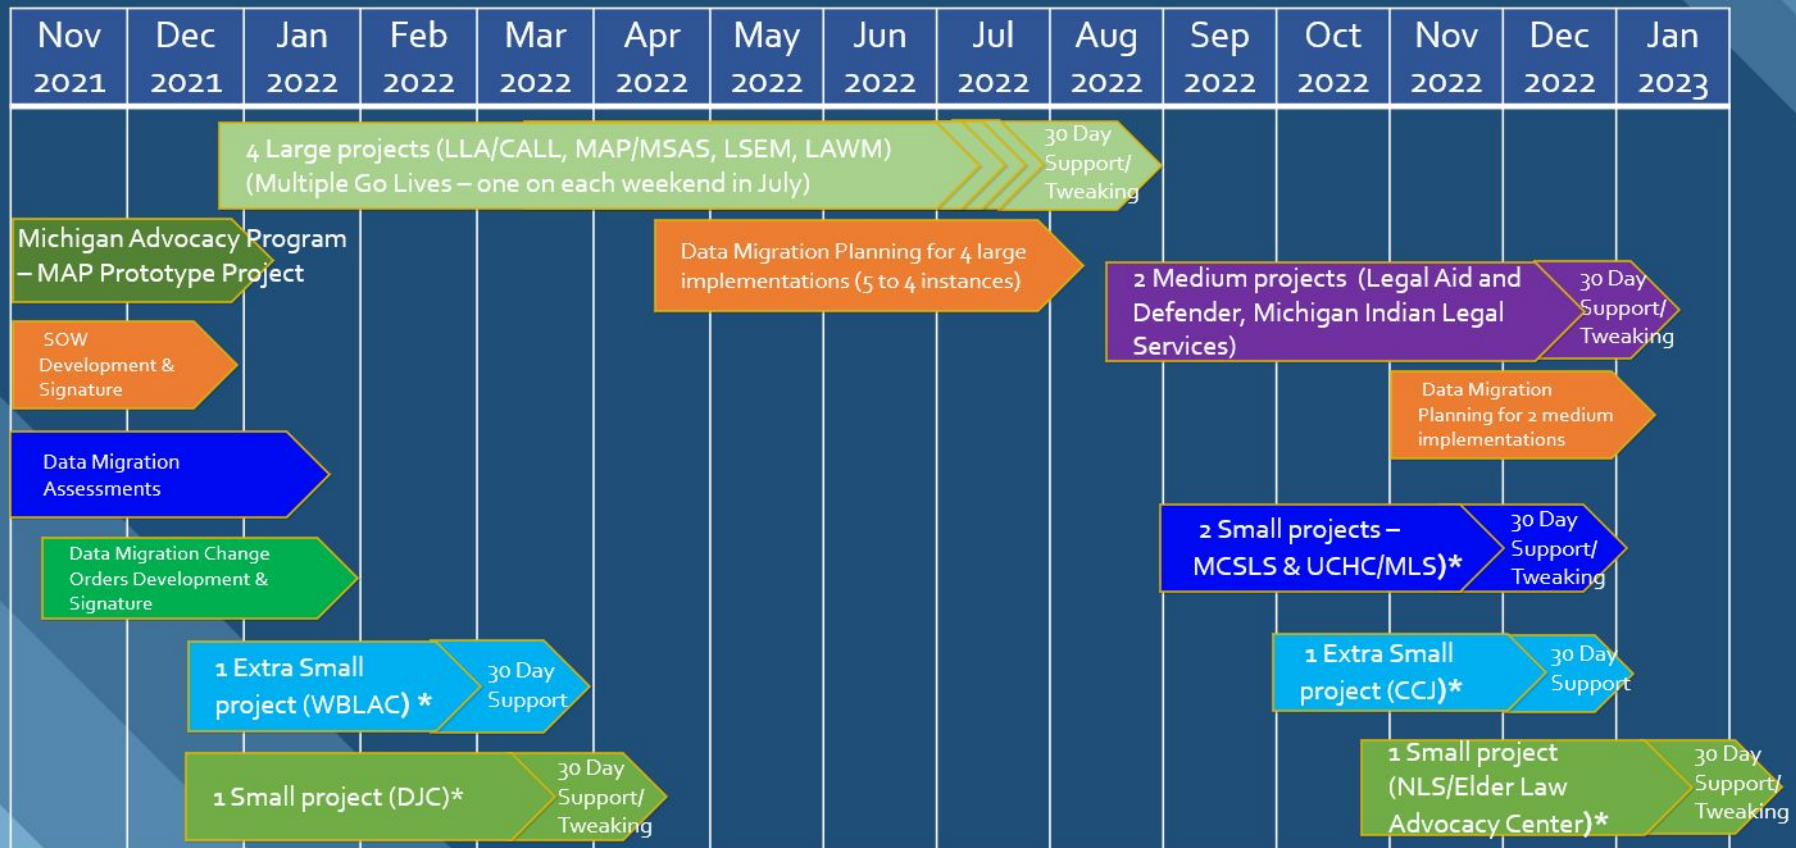 Nov Dec Jan Feb Mar Apr May Jun Jul Aug Sep Oct Nov Dec Jan
2021 2021 2022 2022 2022 2022 2022 2022 2022 2022 2022 2022 2022 2022 2023
4 Large projects (LLA/CALL, MAP/MSAS, LSEM, LAWM)
(Multiple Go Lives – one on each weekend in July)
30 Day
Support/
Tweaking
Michigan Advocacy Program
– MAP Prototype Project
Data Migration Planning for 4 large
implementations (5 to 4 instances)
2 Medium projects (Legal Aid and
Defender, Michigan Indian Legal
Services)
30 Day
Support/
Tweaking
SOW
Development &
Signature
Data Migration
Planning for 2 medium
implementations
Data Migration
Assessments
2 Small projects –
MCSLS & UCHC/MLS)*
30 Day
Support/
Tweaking
Data Migration Change
Orders Development &
Signature
1 Extra Small
project (WBLAC) *
30 Day
Support
1 Extra Small
project (CCJ)*
30 Day
Support
1 Small project (DJC)*
30 Day
Support/
Tweaking
1 Small project
(NLS/Elder Law
Advocacy Center)*
30 Day
Support/
Tweaking